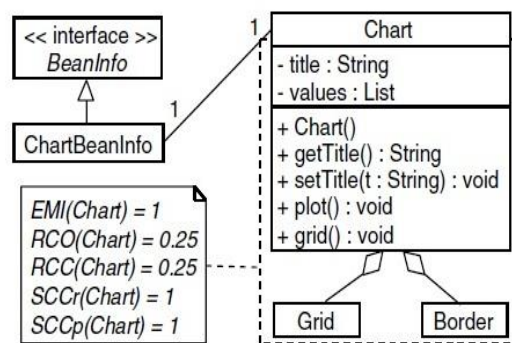 << interface >>
BeanInfo
ChartBeanInfo
1
1
Chart
- title : String
- values : List
+ Chart()
+ getTitle() : String
+ setTitle(t : String) : void
+ plot() : void
+ grid() : void
EMI(Chart) = 1
RCO(Chart) = 0.25
RCC(Chart) = 0.25
SCCr(Chart) = 1
SCCp(Chart) = 1
Grid
Border